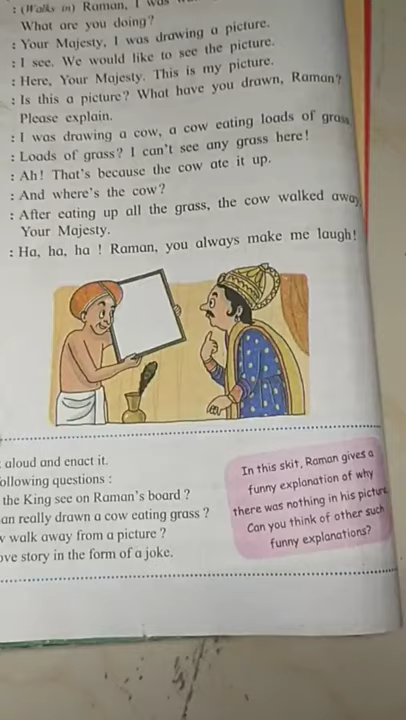 : (Walks in) Raman, I was
What are you doing?
: Your Majesty, I was drawing a picture.
: I see. We would like to see the picture.
: Here, Your Majesty. This is my picture.
: Is this a picture? What have you drawn, Raman?
Please explain.
: I was drawing a cow, a cow eating loads of grass.
: Loads of grass? I can't see any grass here!
: Ah! That's because the cow ate it up.
: And where's the cow?
: After eating up all the grass, the cow walked away,
Your Majesty.
: Ha, ha, ha ! Raman, you always make me laugh!
aloud and enact it.
ollowing questions :
the King see on Raman's board ?
an really drawn a cow eating grass ?
w walk away from a picture ?
ove story in the form of a joke.
In this skit, Raman gives a
funny explanation of why
there was nothing in his picture.
Can you think of other such
funny explanations?